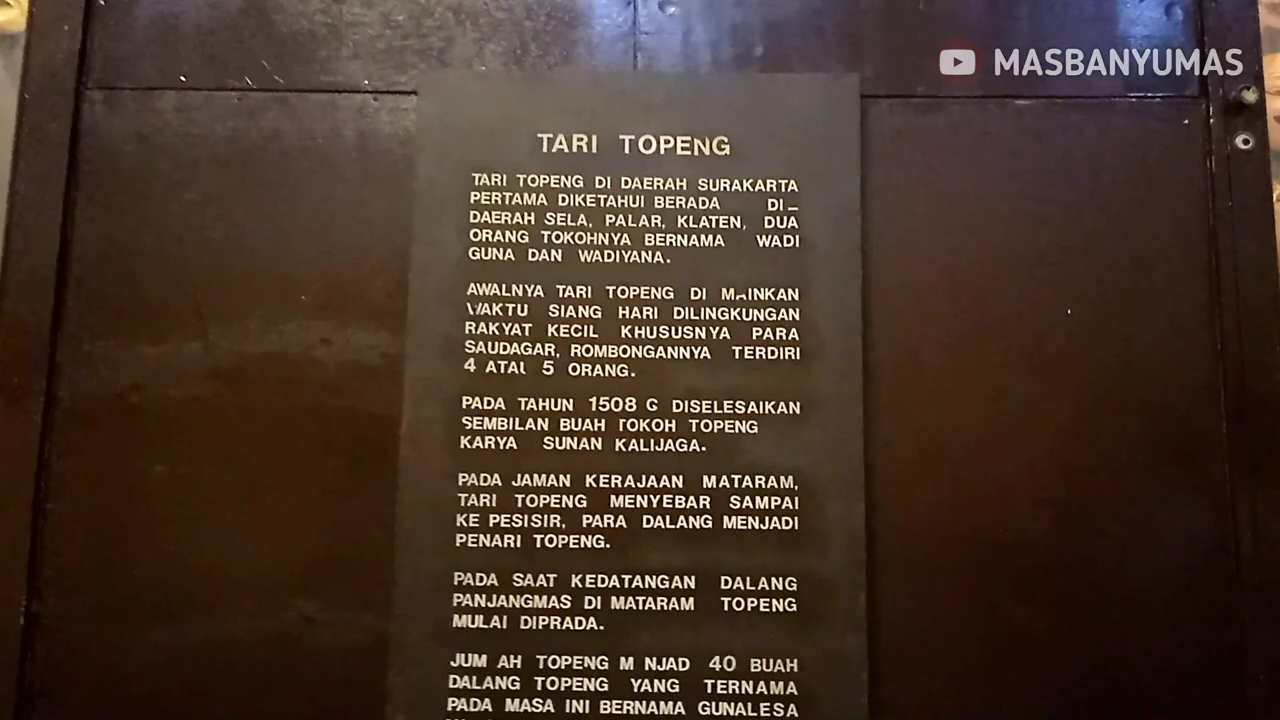 MASBANYUMAS
TARI TOPENG
TARI TOPENG DI DAERAH SURAKARTA
PERTAMA DIKETAHUI BERADA DI_
DAERAH SELA, PALAR, KLATEN, DUA
ORANG TOKOHNYA BERNAMA WADI
GUNA DAN WADIYANA.
AWALNYA TARI TOPENG DI MAINKAN
WAKTU SIANG HARI DILINGKUNGAN
RAKYAT KECIL KHUSUSNYA PARA
SAUDAGAR, ROMBONGANNYA TERDIRI
4 ATAU 5 ORANG.
PADA TAHUN 1508 G DISELESAIKAN
SEMBILAN BUAH TOKOH TOPENG
KARYA SUNAN KALIJAGA.
PADA JAMAN KERAJAAN MATARAM,
TARI TOPENG MENYEBAR SAMPAI
KE PESISIR, PARA DALANG MENJADI
PENARI TOPENG.
PADA SAAT KEDATANGAN DALANG
PANJANGMAS DI MATARAM TOPENG
MULAI DIPRADA.
JUM AH TOPENG M NJAD 40 BUAH
DALANG TOPENG YANG TERNAMA
PADA MASA INI BERNAMA GUNALESA